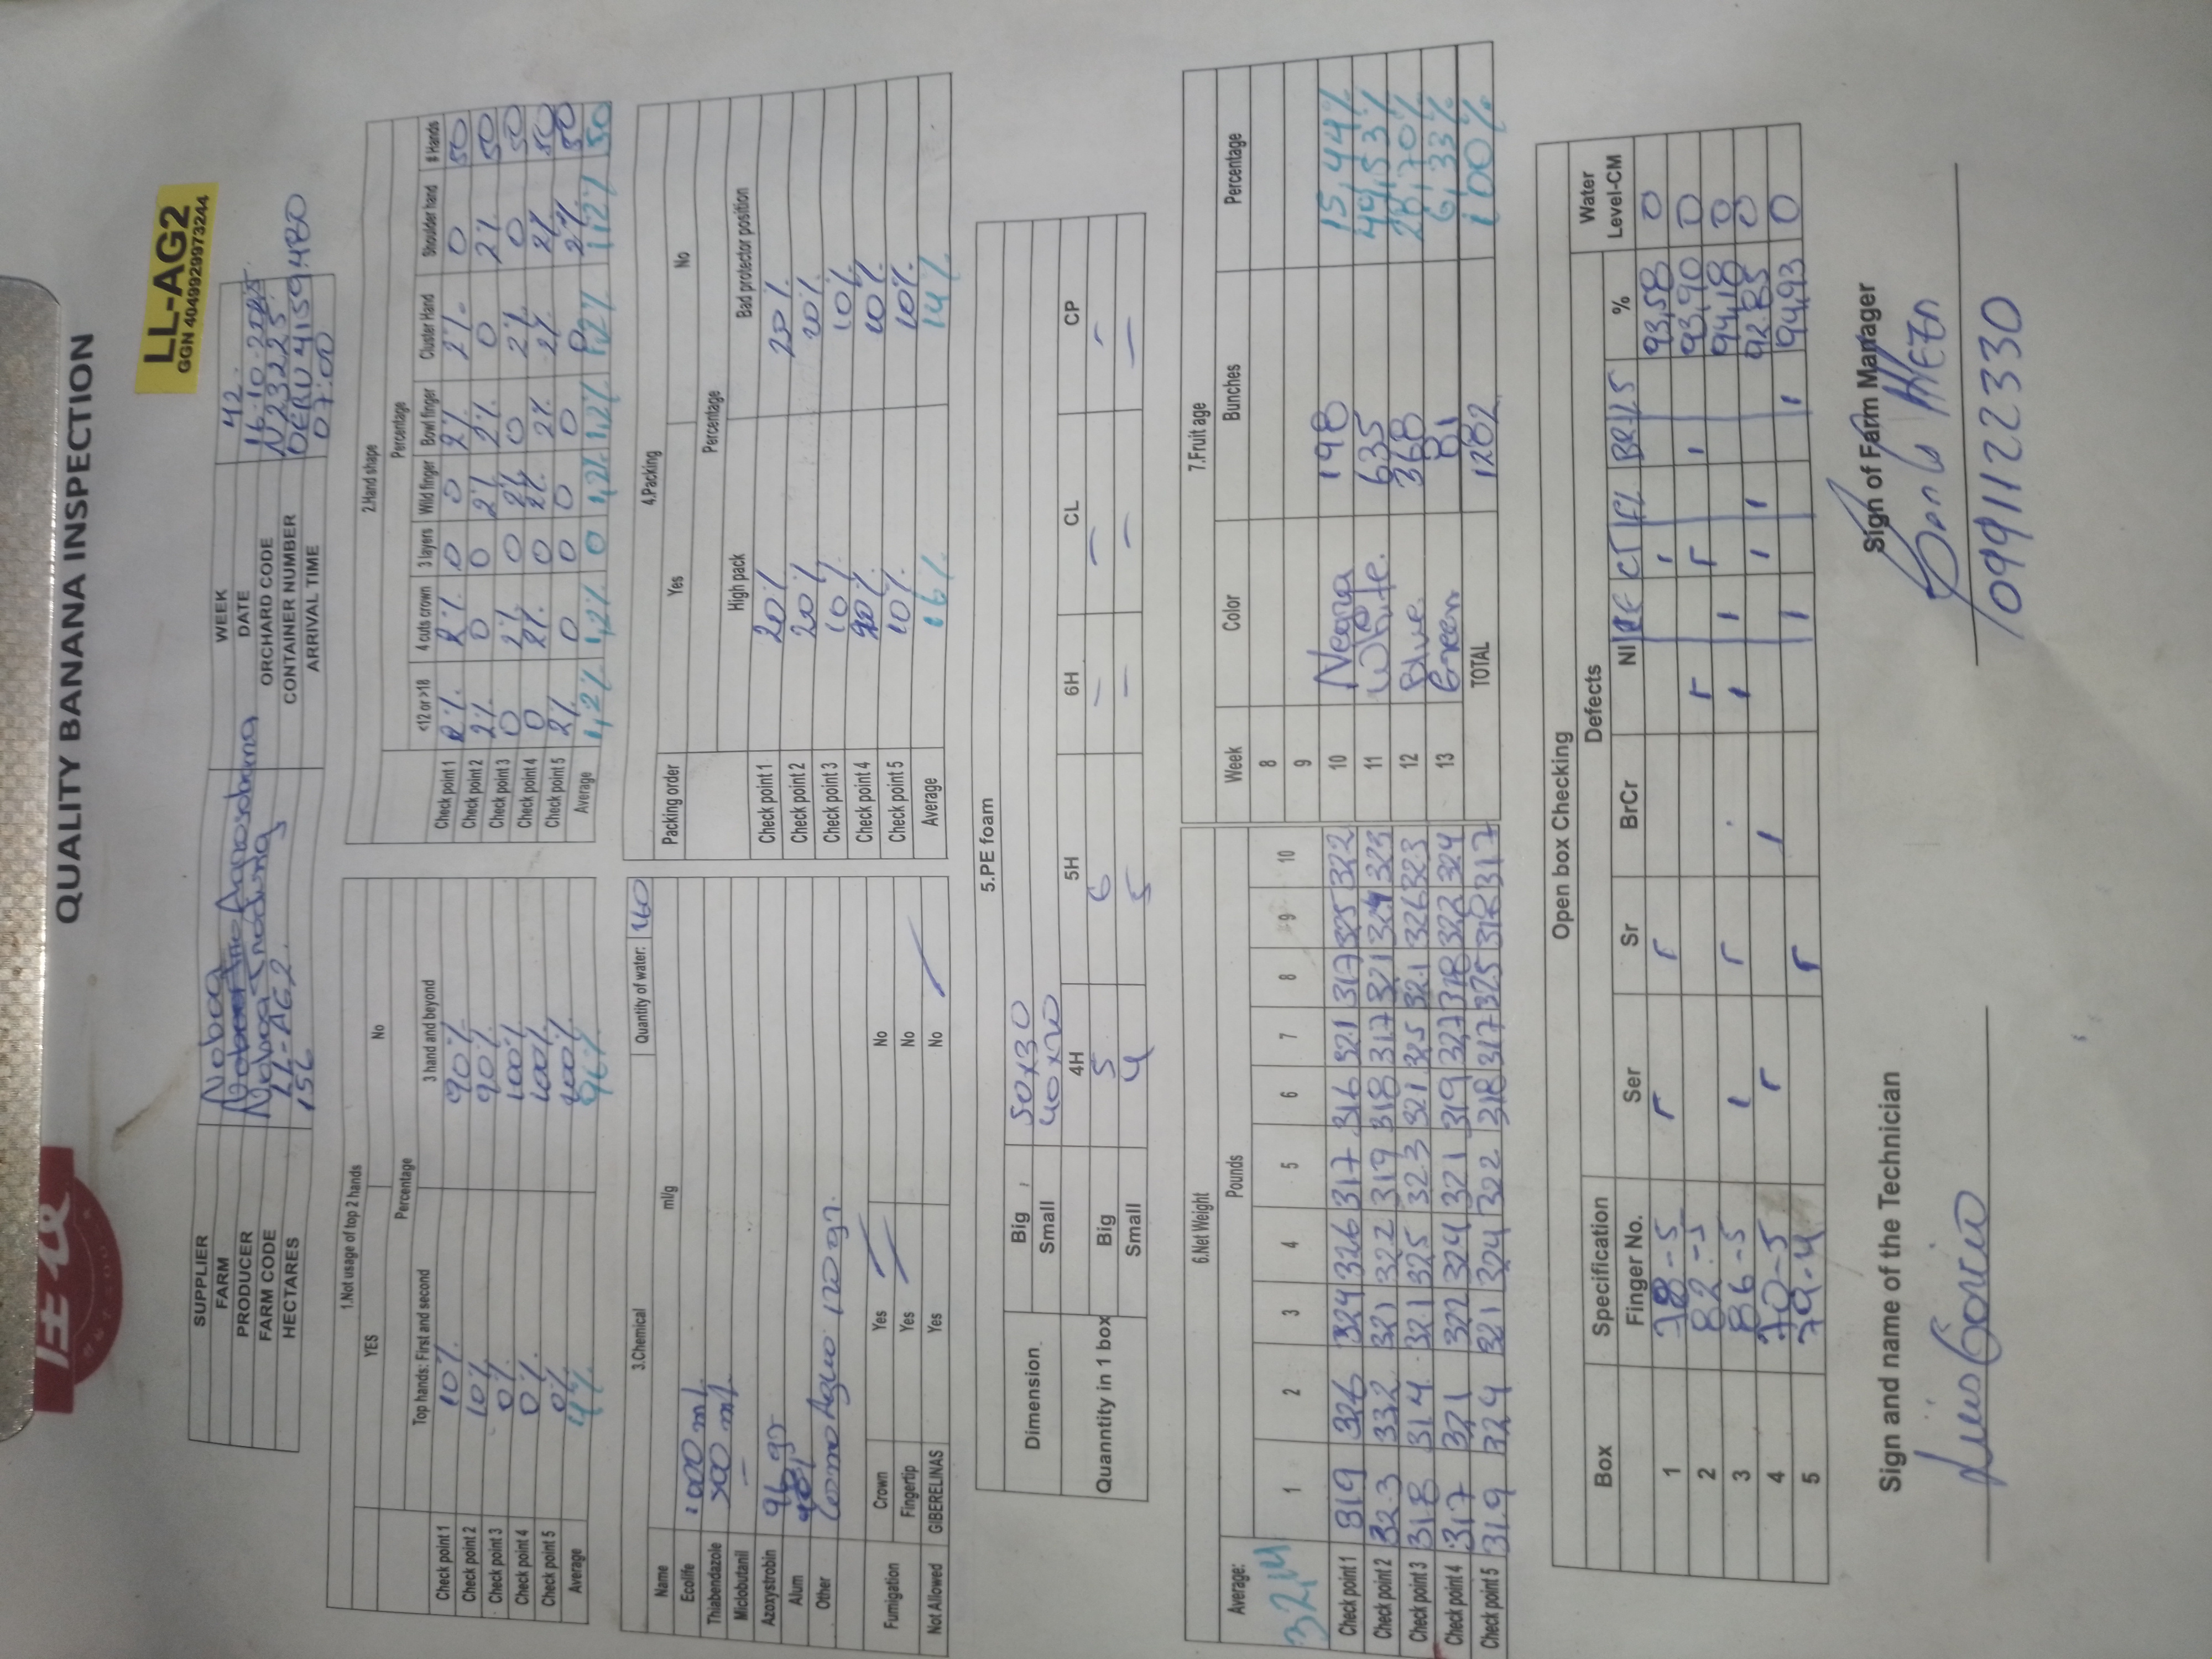 佳农
QUALITY BANANA INSPECTION
LL-AG2
GGN 4049929973244
SUPPLIER Noboa
FARM Agrosobrma
PRODUCER Noboa Trading
FARM CODE LL-AG2.
HECTARES 156
WEEK 42
DATE 16-10-2025
ORCHARD CODE N23225
CONTAINER NUMBER DERU 4159480
ARRIVAL TIME 07:00
1.Not usage of top 2 hands
YES No
Percentage
Top hands: First and second 3 hand and beyond
Check point 1 10% 90%
Check point 2 10% 90%
Check point 3 0% 100%
Check point 4 0% 100%
Check point 5 0% 100%
Average 4% 96%
2.Hand shape
Percentage
<12 or >18 4 cuts crown 3 layers Wild finger Bowl finger Cluster Hand Shoulder hand # Hands
Check point 1 2% 2% 0 0 2% 2% 0 50
Check point 2 2% 0 0 2% 2% 0 2% 50
Check point 3 0 2% 0 2% 0 2% 0 50
Check point 4 0 2% 0 2% 2% 2% 2% 50
Check point 5 2% 0 0 0 0 0 2% 50
Average 1,2% 1,2% 0 1,2% 1,2% 1,2% 1,2% 50
3.Chemical Quantity of water: 160
Name ml/g
Ecolife 1000 ml.
Thiabendazole 500 ml.
Miclobutanil —
Azoxystrobin 96 gr
Alum
Other Cosmo Agua 120 gr.
Fumigation Crown Yes No
Fingertip Yes No
Not Allowed GIBERELINAS Yes No
4.Packing
Packing order Yes No
Percentage
High pack Bad protector position
Check point 1 20% 20%
Check point 2 20% 20%
Check point 3 10% 10%
Check point 4 20% 10%
Check point 5 10% 10%
Average 16% 14%
5.PE foam
Dimension Big 50x30
Small 40x20
4H 5H 6H CL CP
Quanntity in 1 box Big 5 6 — — —
Small 4 5 — — —
6.Net Weight
Average: Pounds
32,14 1 2 3 4 5 6 7 8 9 10
Check point 1 319 326 324 326 317 316 321 317 325 322
Check point 2 32.3 332 321 322 319 318 317 321 324 323
Check point 3 318 314 321 325 323 321 325 321 326 323
Check point 4 317 321 322 324 321 319 327 318 322 324
Check point 5 319 324 321 324 322 318 317 325 318 317
7.Fruit age
Week Color Bunches Percentage
8
9
10 Negra 198 15,44%
11 White. 635 49,53%
12 Blue 368 28,70%
13 Green 81 6,33%
TOTAL 1282 100%
Open box Checking
Box Specification Defects Water
Finger No. Ser Sr BrCr NI CT FL BR LS % Level-CM
1 78-5 93,58 0
2 82-5 93,90 0
3 86-5 94,18 0
4 70-5 92.85 0
5 79-4 94,93 0
Sign and name of the Technician
Luis Garcia
Sign of Farm Manager
0991122330